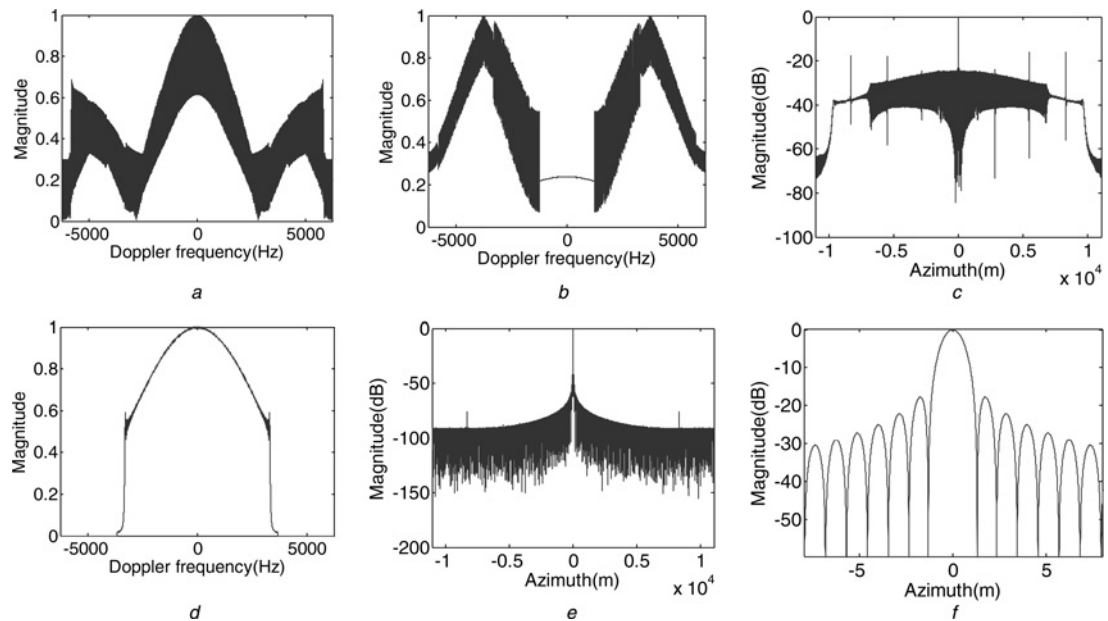 1
0.8
0.6
0.4
0.2
0
Magnitude
-5000 0 5000
Doppler frequency(Hz)
a
1
0.8
0.6
0.4
0.2
0
Magnitude
-5000 0 5000
Doppler frequency(Hz)
b
0
-20
-40
-60
-80
-100
Magnitude(dB)
-1 -0.5 0 0.5 1
Azimuth(m)
x 10^4
c
1
0.8
0.6
0.4
0.2
0
Magnitude
-5000 0 5000
Doppler frequency(Hz)
d
0
-50
-100
-150
-200
Magnitude(dB)
-1 -0.5 0 0.5 1
Azimuth(m)
x 10^4
e
0
-10
-20
-30
-40
-50
Magnitude(dB)
-5 0 5
Azimuth(m)
f